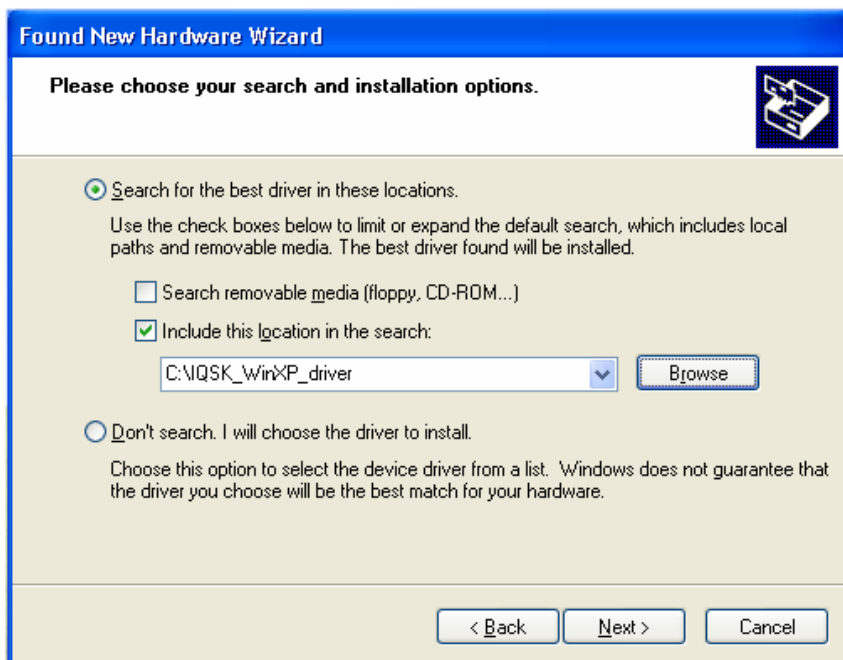 Found New Hardware Wizard
Please choose your search and installation options.
Search for the best driver in these locations.
Use the check boxes below to limit or expand the default search, which includes local
paths and removable media. The best driver found will be installed.
Search removable media (floppy, CD-ROM...)
Include this location in the search:
C:\IQSK_WinXP_driver
Browse
Don't search. I will choose the driver to install.
Choose this option to select the device driver from a list. Windows does not guarantee that
the driver you choose will be the best match for your hardware.
< Back
Next >
Cancel